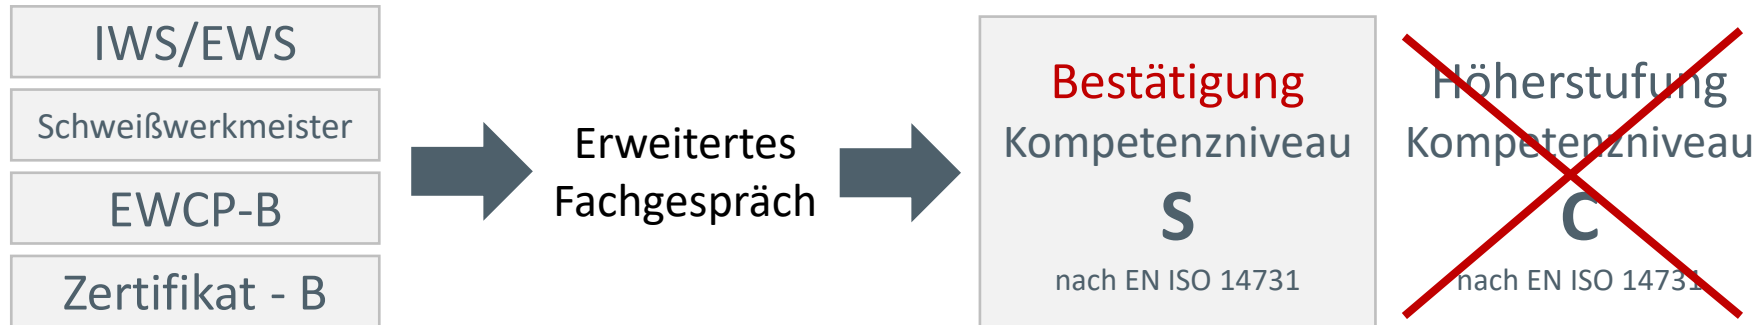 IWS/EWS
Schweißwerkmeister
EWCP-B
Zertifikat - B
Erweitertes
Fachgespräch
Bestätigung
Kompetenzniveau
S
nach EN ISO 14731
Höherstufung
Kompetenzniveau
C
nach EN ISO 14731